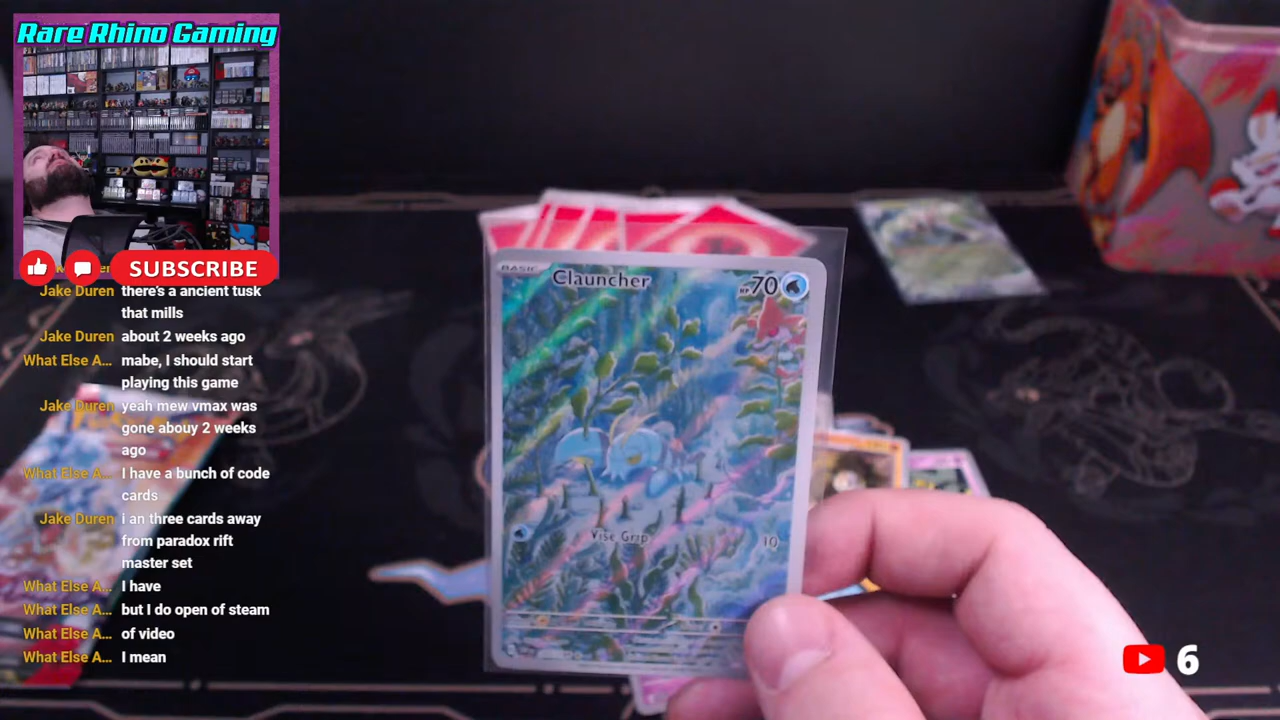 Rare Rhino Gaming
SUBSCRIBE
Jake Duren there's a ancient tusk
that mills
Jake Duren about 2 weeks ago
What Else A... mabe, I should start
playing this game
Jake Duren yeah mew vmax was
gone abouy 2 weeks
ago
What Else A... I have a bunch of code
cards
Jake Duren i an three cards away
from paradox rift
master set
What Else A... I have
What Else A... but I do open of steam
What Else A... of video
What Else A... I mean
BASIC Clauncher HP 70
Vise Grip 10
6